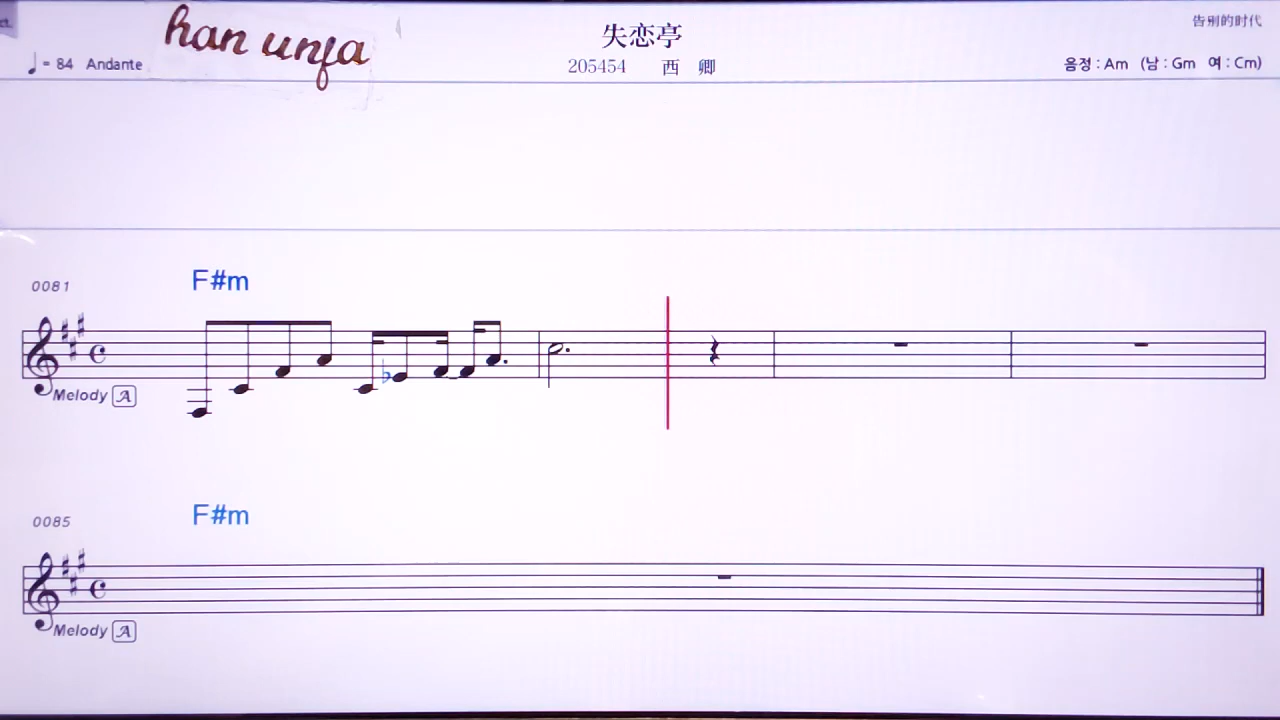 han unfa
失恋亭
告别的时代
♩= 84 Andante
205454 西 卿
음정 : Am (남 : Gm 여 : Cm)
0081
F#m
Melody A
0085
F#m
Melody A